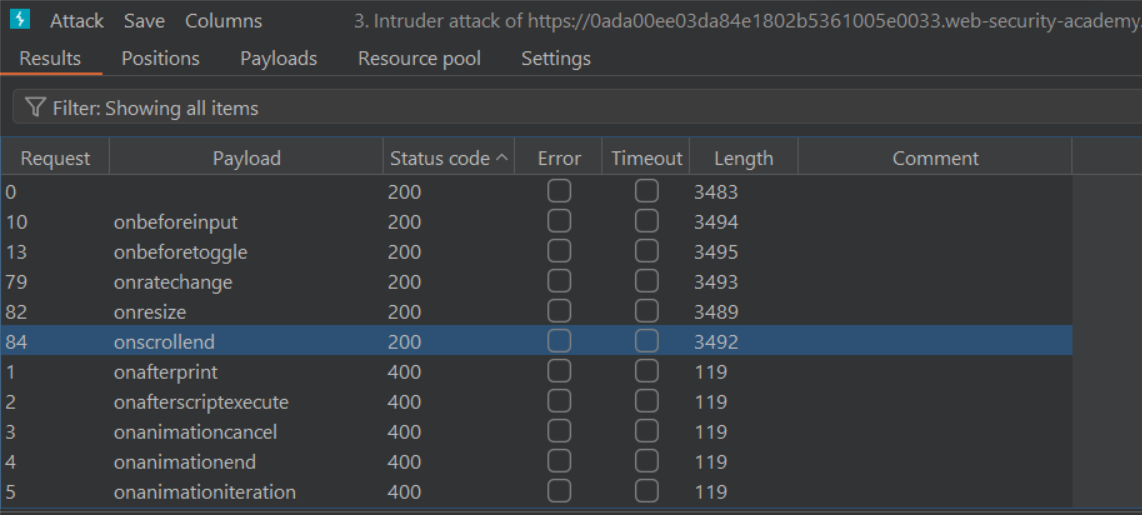 Attack Save Columns 3. Intruder attack of https://0ada00ee03da84e1802b5361005e0033.web-security-academy.
Results Positions Payloads Resource pool Settings
Filter: Showing all items
Request Payload Status code Error Timeout Length Comment
0 200 3483
10 onbeforeinput 200 3494
13 onbeforetoggle 200 3495
79 onratechange 200 3493
82 onresize 200 3489
84 onscrollend 200 3492
1 onafterprint 400 119
2 onafterscriptexecute 400 119
3 onanimationcancel 400 119
4 onanimationend 400 119
5 onanimationiteration 400 119